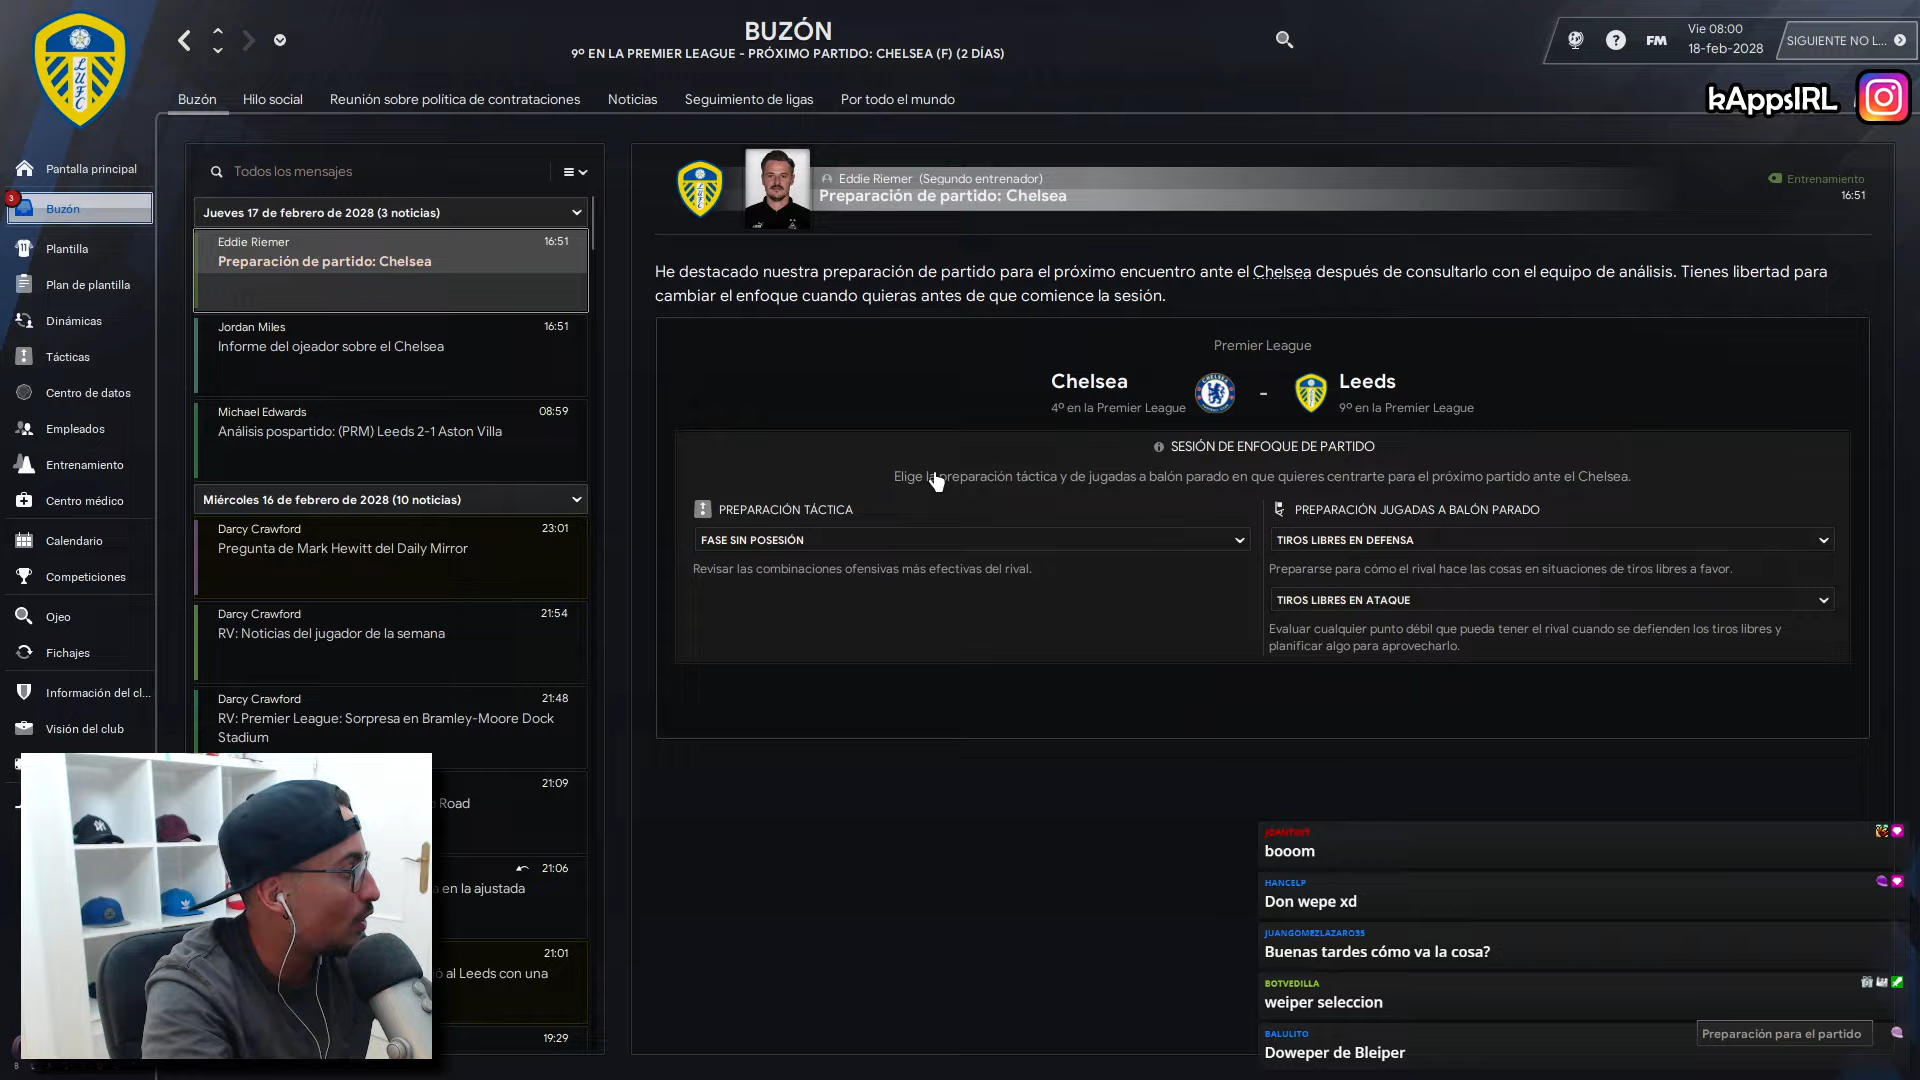 BUZÓN
9º EN LA PREMIER LEAGUE - PRÓXIMO PARTIDO: CHELSEA (F) (2 DÍAS)
FM
Vie 08:00
18-feb-2028
SIGUIENTE NO L...
kAppsIRL
Buzón
Hilo social
Reunión sobre política de contrataciones
Noticias
Seguimiento de ligas
Por todo el mundo
LUFC
Pantalla principal
3
Buzón
Plantilla
Plan de plantilla
Dinámicas
Tácticas
Centro de datos
Empleados
Entrenamiento
Centro médico
Calendario
Competiciones
Ojeo
Fichajes
Información del cl...
Visión del club
Todos los mensajes
Jueves 17 de febrero de 2028 (3 noticias)
Eddie Riemer
16:51
Preparación de partido: Chelsea
Jordan Miles
16:51
Informe del ojeador sobre el Chelsea
Michael Edwards
08:59
Análisis pospartido: (PRM) Leeds 2-1 Aston Villa
Miércoles 16 de febrero de 2028 (10 noticias)
Darcy Crawford
23:01
Pregunta de Mark Hewitt del Daily Mirror
Darcy Crawford
21:54
RV: Noticias del jugador de la semana
Darcy Crawford
21:48
RV: Premier League: Sorpresa en Bramley-Moore Dock
Stadium
21:09
Road
21:06
a en la ajustada
21:01
ó al Leeds con una
19:29
Eddie Riemer (Segundo entrenador)
Preparación de partido: Chelsea
Entrenamiento
16:51
He destacado nuestra preparación de partido para el próximo encuentro ante el Chelsea después de consultarlo con el equipo de análisis. Tienes libertad para
cambiar el enfoque cuando quieras antes de que comience la sesión.
Premier League
Chelsea
4º en la Premier League
-
Leeds
9º en la Premier League
SESIÓN DE ENFOQUE DE PARTIDO
Elige la preparación táctica y de jugadas a balón parado en que quieres centrarte para el próximo partido ante el Chelsea.
PREPARACIÓN TÁCTICA
FASE SIN POSESIÓN
Revisar las combinaciones ofensivas más efectivas del rival.
PREPARACIÓN JUGADAS A BALÓN PARADO
TIROS LIBRES EN DEFENSA
Prepararse para cómo el rival hace las cosas en situaciones de tiros libres a favor.
TIROS LIBRES EN ATAQUE
Evaluar cualquier punto débil que pueda tener el rival cuando se defienden los tiros libres y
planificar algo para aprovecharlo.
booom
HANCELP
Don wepe xd
JUANGOMEZLAZARO35
Buenas tardes cómo va la cosa?
BOTVEDILLA
weiper seleccion
BALULITO
Doweper de Bleiper
Preparación para el partido